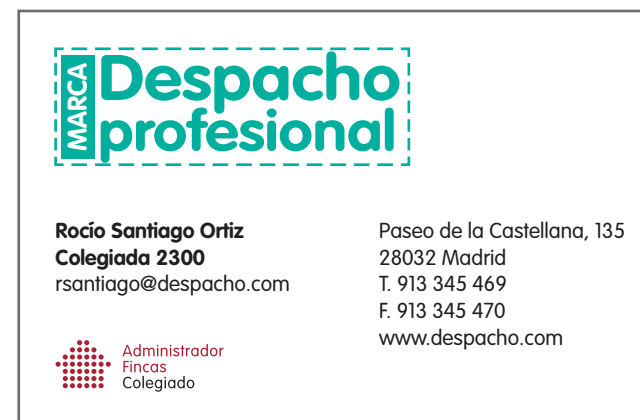 MARCA
Despacho
profesional
Rocío Santiago Ortiz
Colegiada 2300
rsantiago@despacho.com
Paseo de la Castellana, 135
28032 Madrid
T. 913 345 469
F. 913 345 470
www.despacho.com
Administrador
Fincas
Colegiado